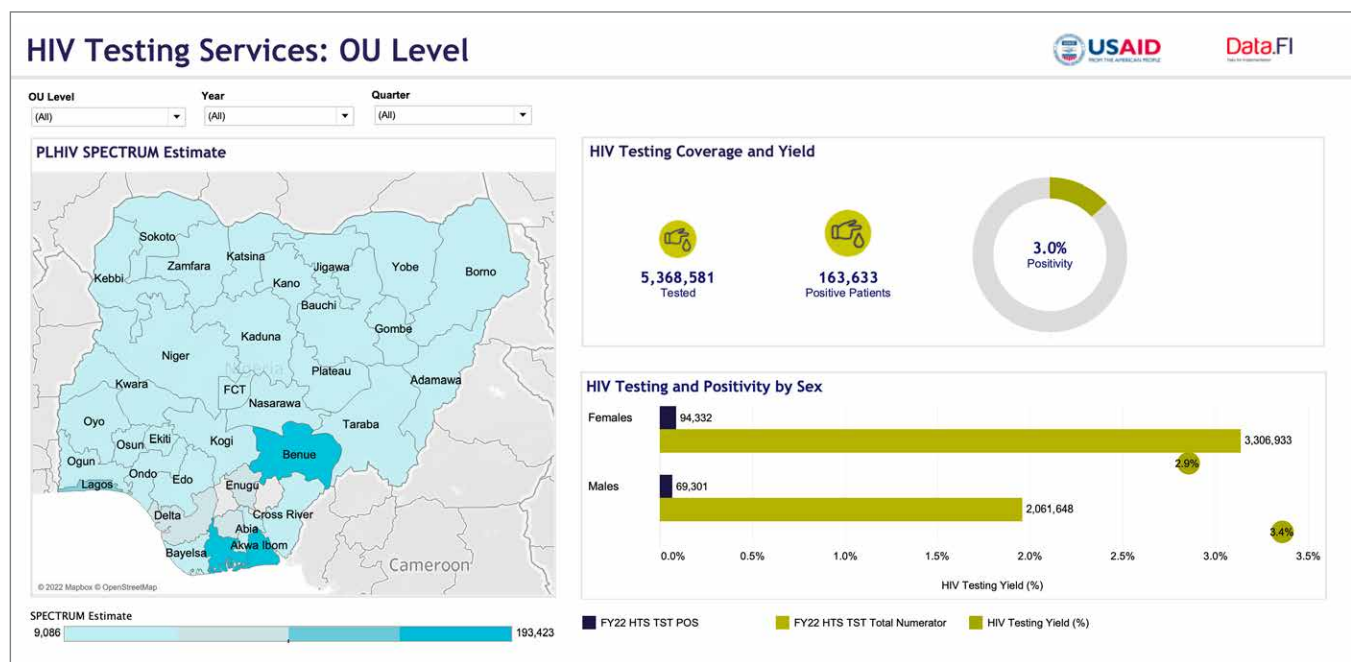 HIV Testing Services: OU Level
USAID
FROM THE AMERICAN PEOPLE
Data.FI
Data for Implementation
OU Level
Year
Quarter
(All)
(All)
(All)
PLHIV SPECTRUM Estimate
Sokoto
Katsina
Zamfara
Jigawa
Yobe
Borno
Kebbi
Kano
Bauchi
Gombe
Kaduna
Niger
Nigeria
Plateau
Adamawa
Kwara
FCT
Nasarawa
Taraba
Oyo
Ekiti
Osun
Kogi
Benue
Ogun
Ondo
Edo
Lagos
Enugu
Delta
Cross River
Abia
Bayelsa
Akwa Ibom
Cameroon
© 2022 Mapbox © OpenStreetMap
SPECTRUM Estimate
9,086
193,423
HIV Testing Coverage and Yield
5,368,581
Tested
163,633
Positive Patients
3.0%
Positivity
HIV Testing and Positivity by Sex
Females
94,332
3,306,933
2.9%
Males
69,301
2,061,648
3.4%
0.0% 0.5% 1.0% 1.5% 2.0% 2.5% 3.0% 3.5%
HIV Testing Yield (%)
FY22 HTS TST POS
FY22 HTS TST Total Numerator
HIV Testing Yield (%)